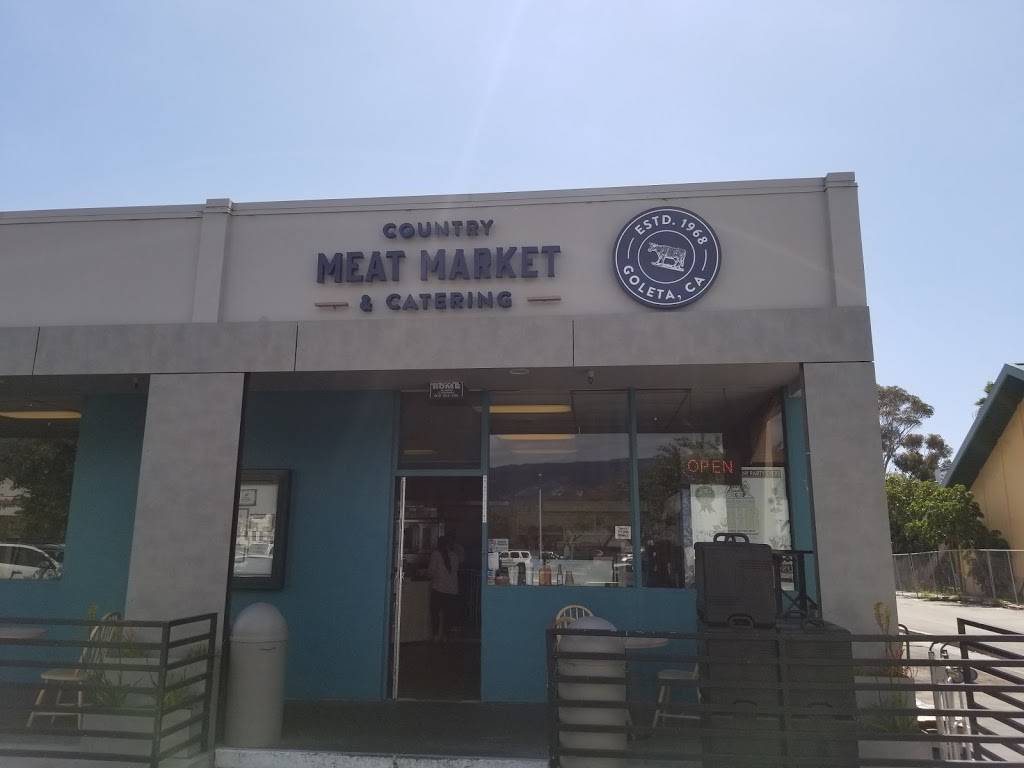 COUNTRY
MEAT MARKET
& CATERING
ESTD. 1968
GOLETA, CA
OPEN